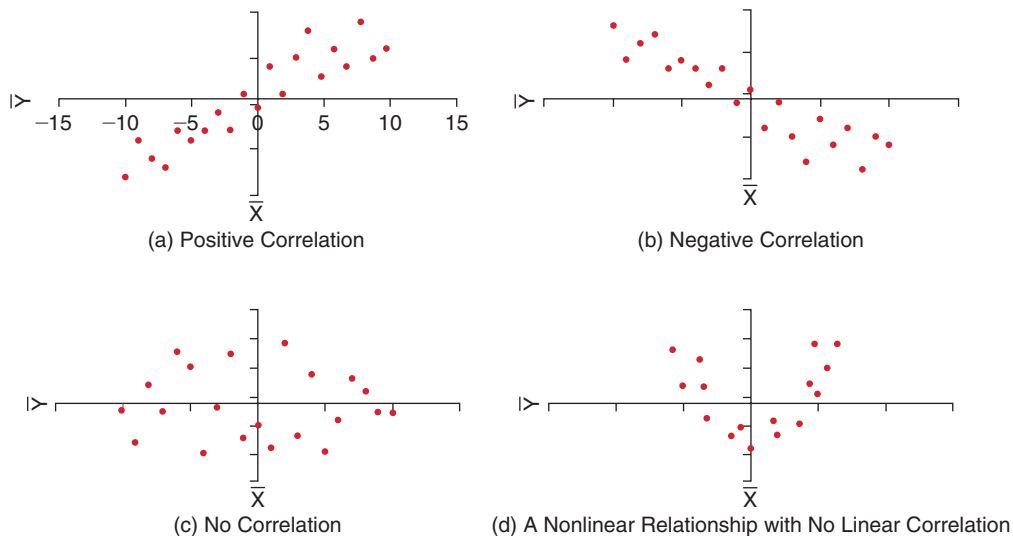 Y̅
−15 −10 −5 0 5 10 15
X̅
(a) Positive Correlation
Y̅
X̅
(b) Negative Correlation
Y̅
X̅
(c) No Correlation
Y̅
X̅
(d) A Nonlinear Relationship with No Linear Correlation